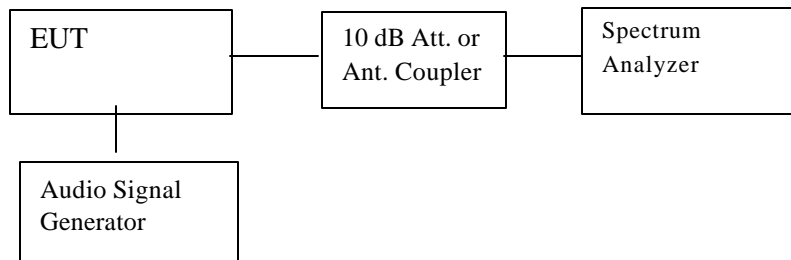 EUT
10 dB Att. or
Ant. Coupler
Spectrum
Analyzer
Audio Signal
Generator